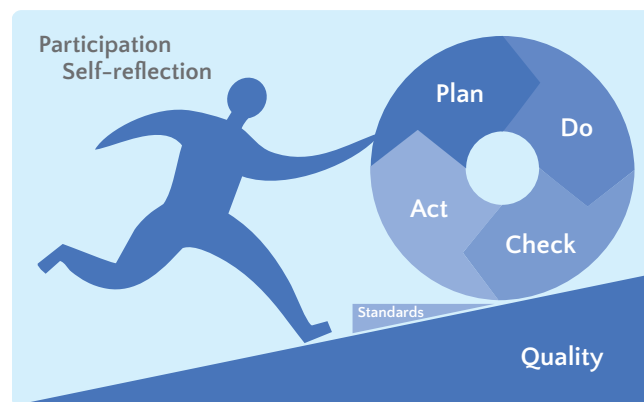 Participation
Self-reflection
Plan
Do
Act
Check
Standards
Quality